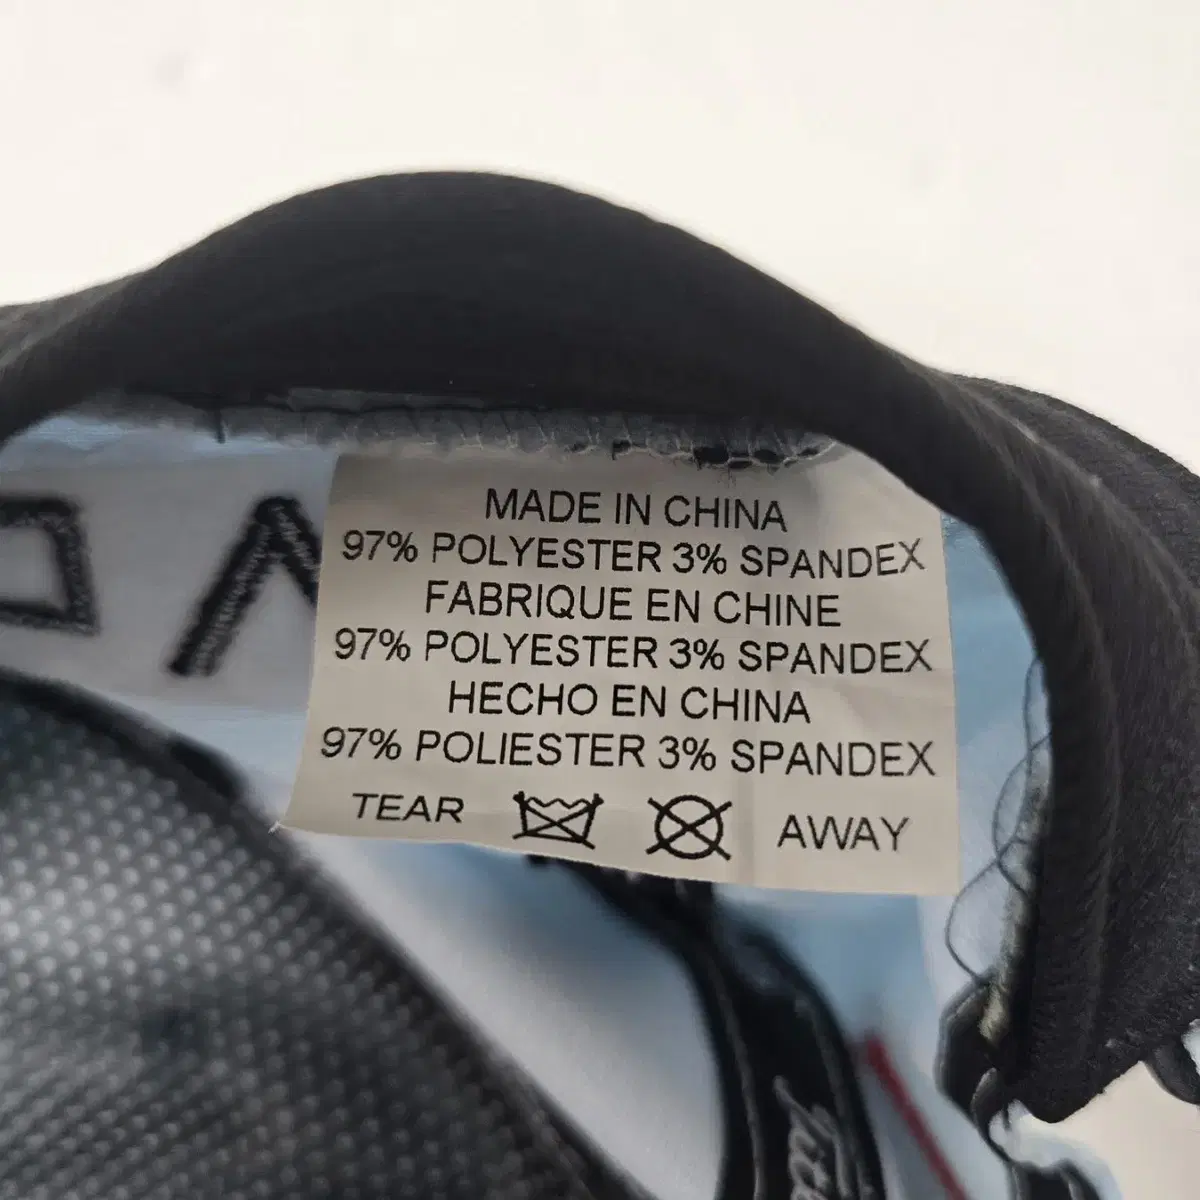 MADE IN CHINA
97% POLYESTER 3% SPANDEX
FABRIQUE EN CHINE
97% POLYESTER 3% SPANDEX
HECHO EN CHINA
97% POLIESTER 3% SPANDEX
TEAR AWAY